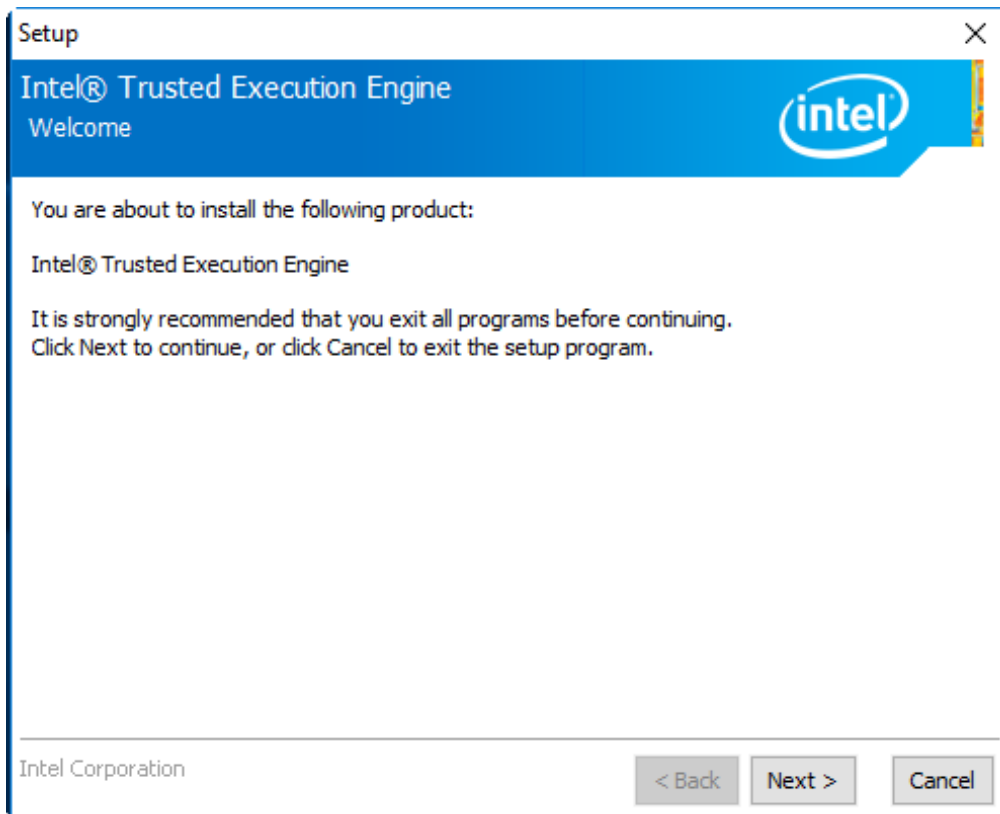 Setup
Intel® Trusted Execution Engine
Welcome
intel
You are about to install the following product:
Intel® Trusted Execution Engine
It is strongly recommended that you exit all programs before continuing.
Click Next to continue, or click Cancel to exit the setup program.
Intel Corporation
< Back Next > Cancel